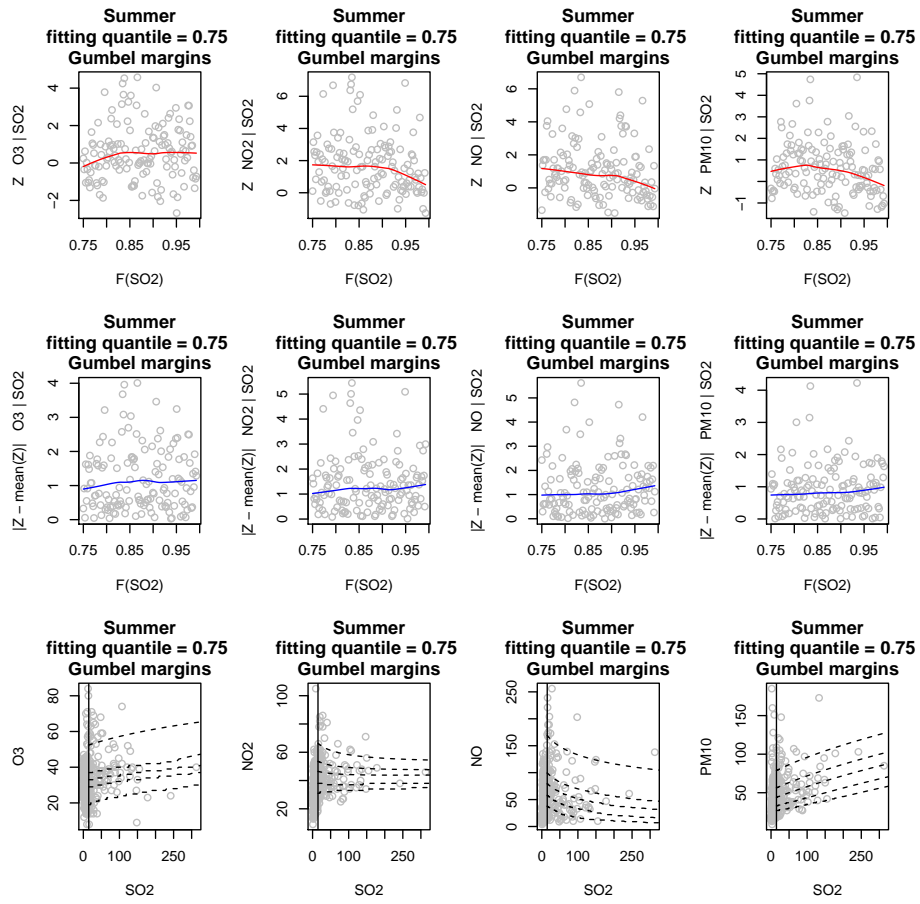 Summer
fitting quantile = 0.75
Gumbel margins
Z O3 | SO2
4
2
0
−2
0.75 0.85 0.95
F(SO2)
Summer
fitting quantile = 0.75
Gumbel margins
Z NO2 | SO2
6
4
2
0
0.75 0.85 0.95
F(SO2)
Summer
fitting quantile = 0.75
Gumbel margins
Z NO | SO2
6
4
2
0
0.75 0.85 0.95
F(SO2)
Summer
fitting quantile = 0.75
Gumbel margins
Z PM10 | SO2
5
4
3
1
−1
0.75 0.85 0.95
F(SO2)
Summer
fitting quantile = 0.75
Gumbel margins
|Z − mean(Z)| O3 | SO2
4
3
2
1
0
0.75 0.85 0.95
F(SO2)
Summer
fitting quantile = 0.75
Gumbel margins
|Z − mean(Z)| NO2 | SO2
5
4
3
2
1
0
0.75 0.85 0.95
F(SO2)
Summer
fitting quantile = 0.75
Gumbel margins
|Z − mean(Z)| NO | SO2
5
4
3
2
1
0
0.75 0.85 0.95
F(SO2)
Summer
fitting quantile = 0.75
Gumbel margins
|Z − mean(Z)| PM10 | SO2
4
3
2
1
0
0.75 0.85 0.95
F(SO2)
Summer
fitting quantile = 0.75
Gumbel margins
O3
80
60
40
20
0 100 250
SO2
Summer
fitting quantile = 0.75
Gumbel margins
NO2
100
60
20
0 100 250
SO2
Summer
fitting quantile = 0.75
Gumbel margins
NO
250
150
50
0
0 100 250
SO2
Summer
fitting quantile = 0.75
Gumbel margins
PM10
150
100
50
0 100 250
SO2